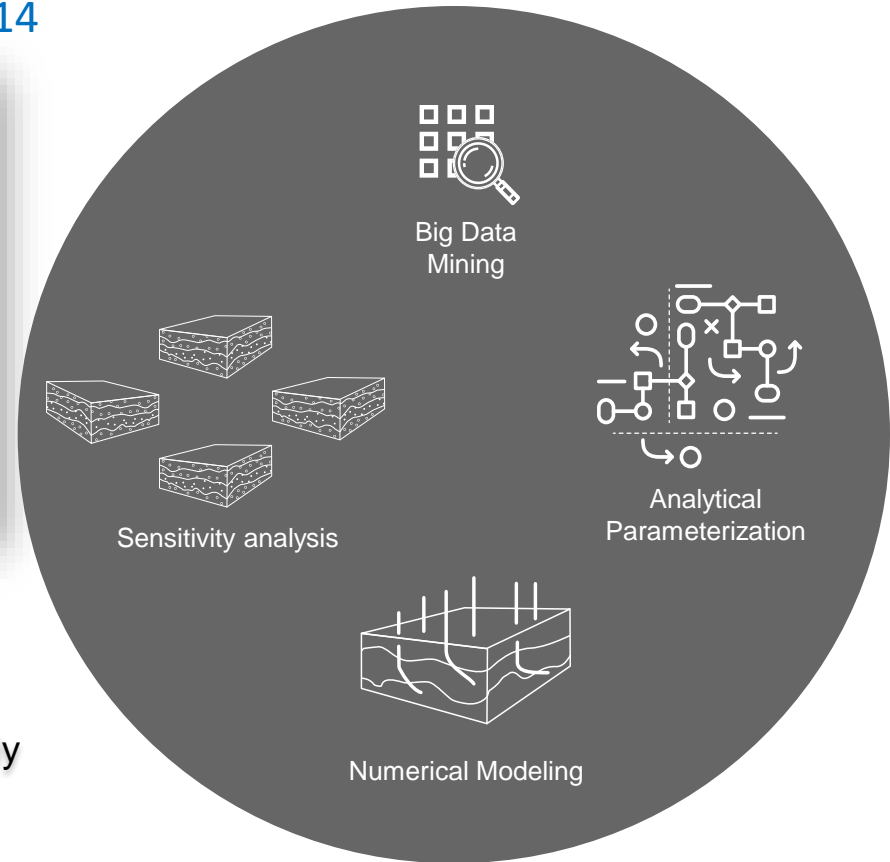 14
Big Data
Mining
Analytical
Parameterization
Sensitivity analysis
Numerical Modeling
y